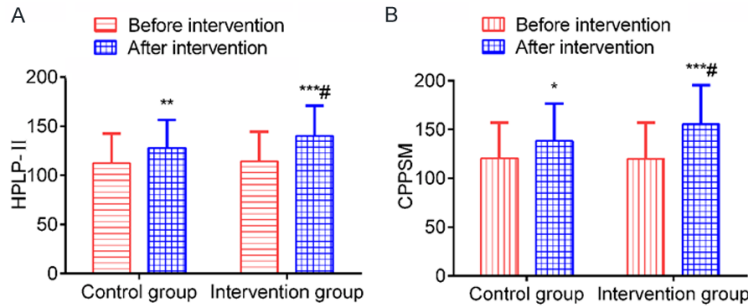 A
Before intervention
After intervention
200
150
100
50
0
HPLP-Ⅱ
**
***#
Control group
Intervention group
B
Before intervention
After intervention
200
150
100
50
0
CPPSM
*
***#
Control group
Intervention group